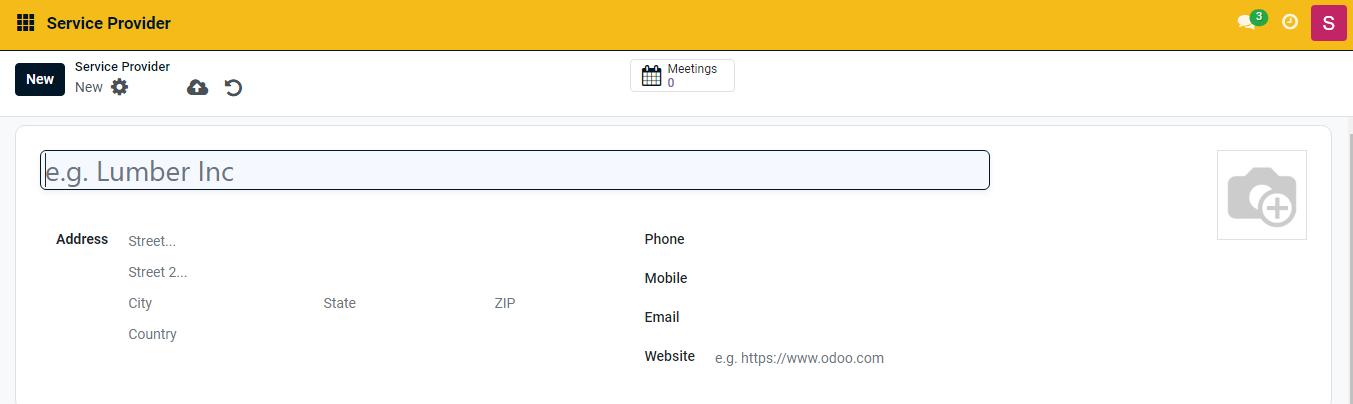 Service Provider
3
S
New
Service Provider
New
Meetings
0
e.g. Lumber Inc
Address
Street...
Street 2...
City State ZIP
Country
Phone
Mobile
Email
Website e.g. https://www.odoo.com